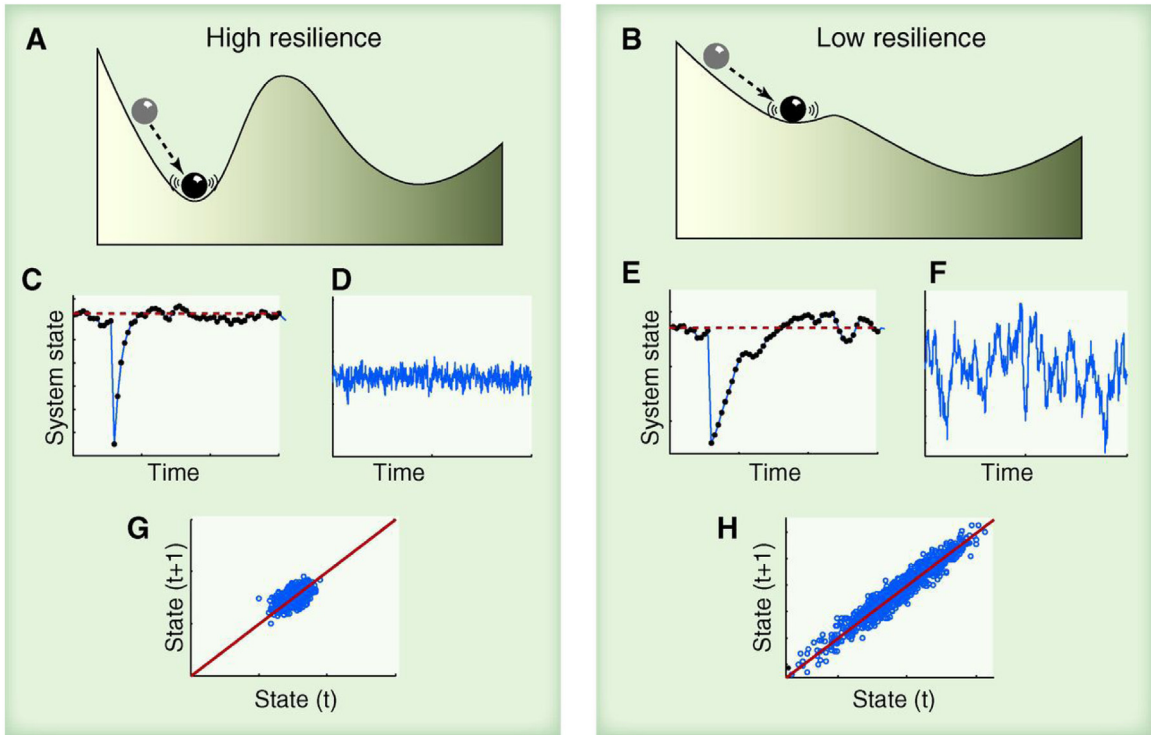 A
High resilience
C
System state
Time
D
Time
G
State (t+1)
State (t)
B
Low resilience
E
System state
Time
F
Time
H
State (t+1)
State (t)